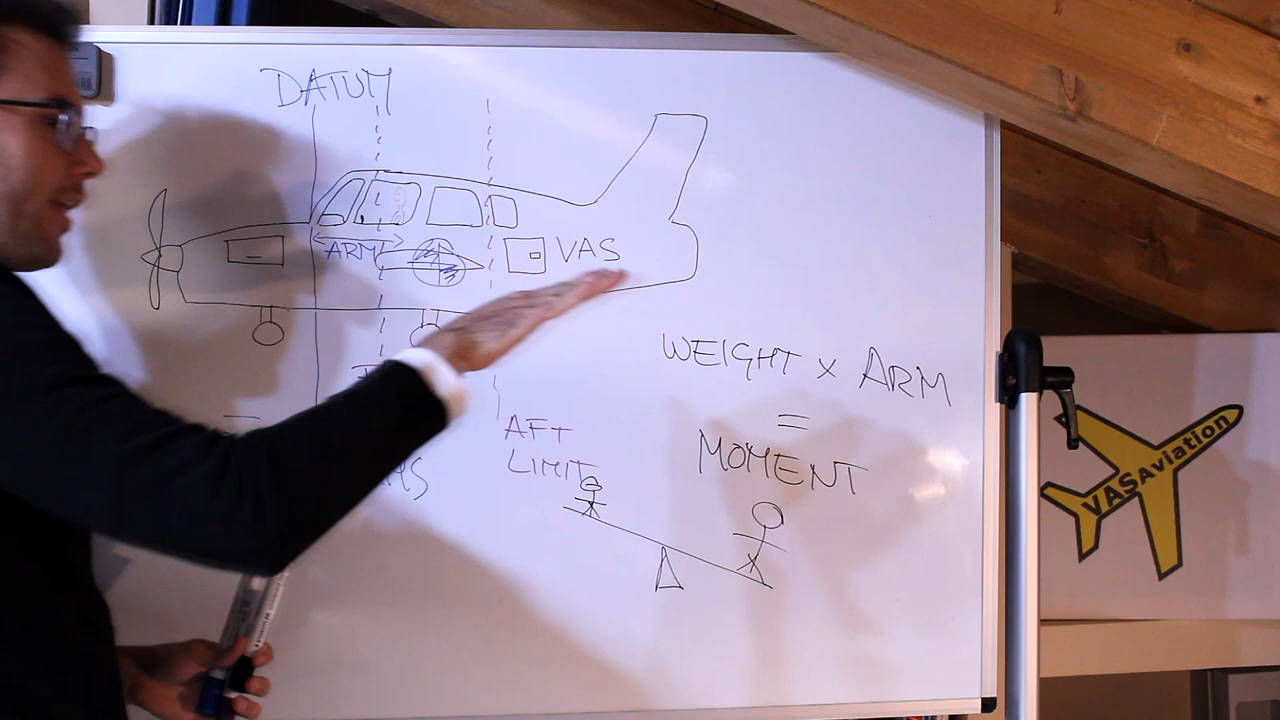 DATUM
ARM
VAS
WEIGHT x ARM
=
MOMENT
AFT
LIMIT
VASAviation